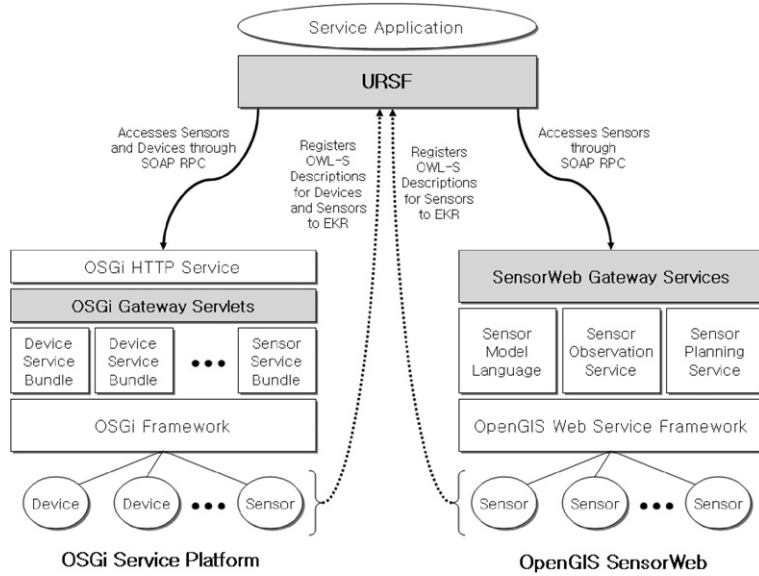 Service Application
URSF
Accesses Sensors
and Devices through
SOAP RPC
Registers
OWL-S
Descriptions
for Devices
and Sensors
to EKR
Registers
OWL-S
Descriptions
for Sensors
to EKR
Accesses Sensors
through
SOAP RPC
OSGi HTTP Service
OSGi Gateway Servlets
Device
Service
Bundle
Device
Service
Bundle
Sensor
Service
Bundle
OSGi Framework
Device
Device
Sensor
OSGi Service Platform
SensorWeb Gateway Services
Sensor
Model
Language
Sensor
Observation
Service
Sensor
Planning
Service
OpenGIS Web Service Framework
Sensor
Sensor
Sensor
OpenGIS SensorWeb